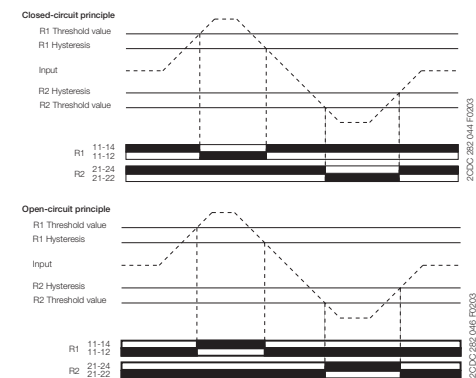 Closed-circuit principle
R1 Threshold value
R1 Hysteresis
Input
R2 Hysteresis
R2 Threshold value
R1 11-14
11-12
R2 21-24
21-22
2CDC 282 044 F0203
Open-circuit principle
R1 Threshold value
R1 Hysteresis
Input
R2 Hysteresis
R2 Threshold value
R1 11-14
11-12
R2 21-24
21-22
2CDC 282 046 F0203